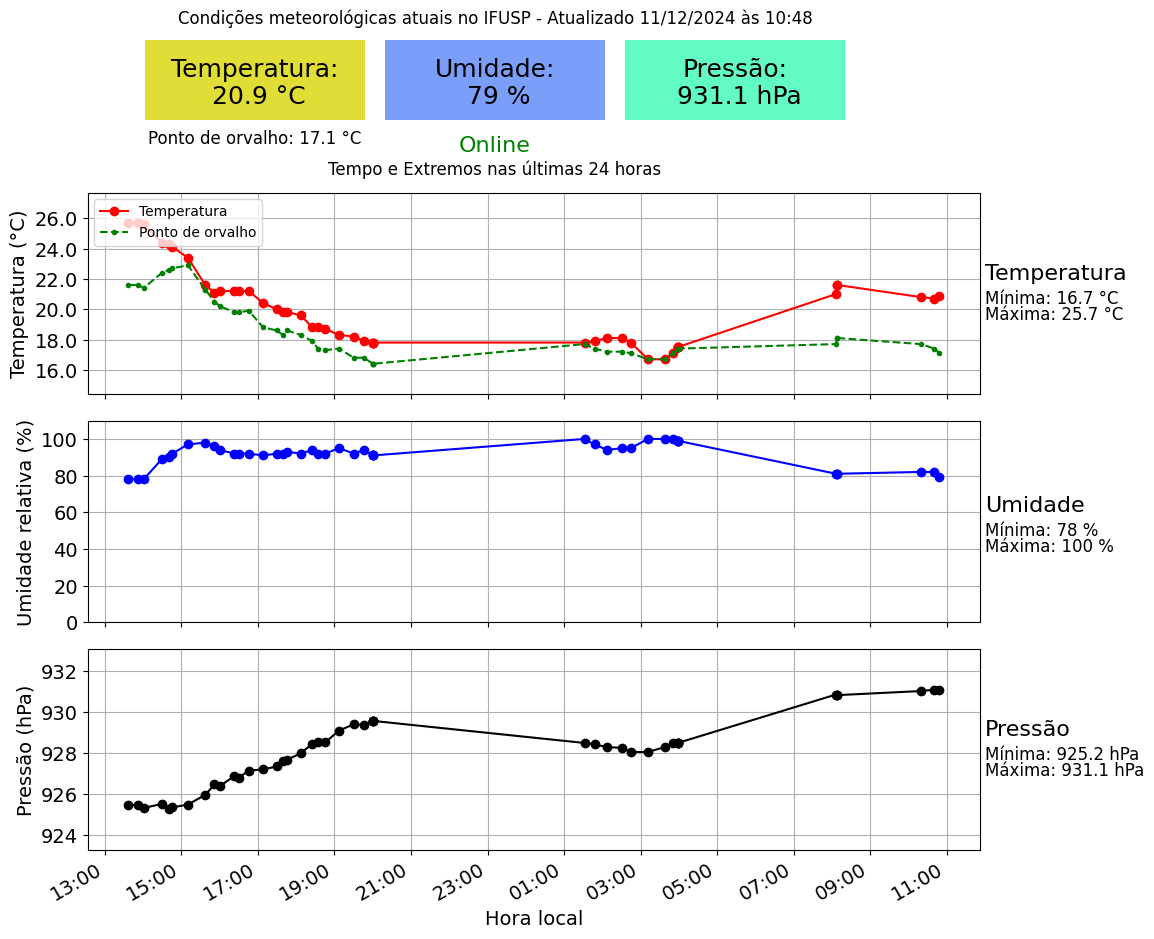 Condições meteorológicas atuais no IFUSP - Atualizado 11/12/2024 às 10:48
Temperatura:
20.9 °C
Umidade:
79 %
Pressão:
931.1 hPa
Ponto de orvalho: 17.1 °C
Online
Tempo e Extremos nas últimas 24 horas
Temperatura (°C)
26.0
24.0
22.0
20.0
18.0
16.0
Temperatura
Ponto de orvalho
Temperatura
Mínima: 16.7 °C
Máxima: 25.7 °C
Umidade relativa (%)
100
80
60
40
20
0
Umidade
Mínima: 78 %
Máxima: 100 %
Pressão (hPa)
932
930
928
926
924
Pressão
Mínima: 925.2 hPa
Máxima: 931.1 hPa
13:00
15:00
17:00
19:00
21:00
23:00
01:00
03:00
05:00
07:00
09:00
11:00
Hora local